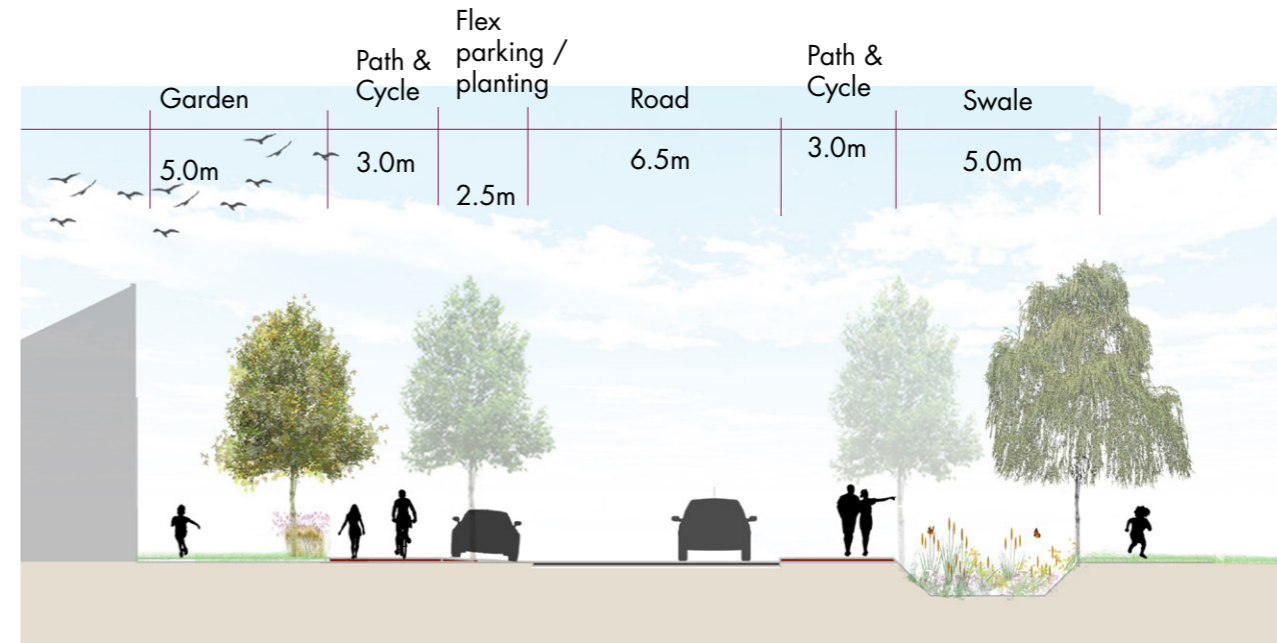 Garden
5.0m
Path &
Cycle
3.0m
Flex
parking /
planting
2.5m
Road
6.5m
Path &
Cycle
3.0m
Swale
5.0m